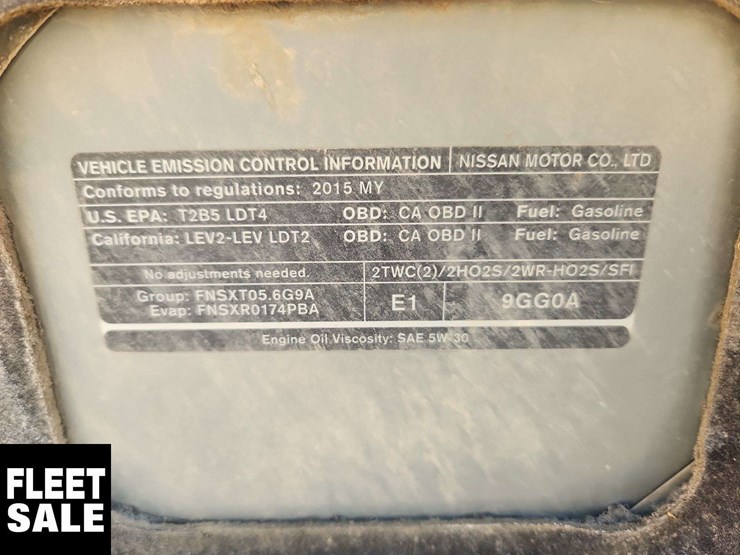 VEHICLE EMISSION CONTROL INFORMATION NISSAN MOTOR CO., LTD
Conforms to regulations: 2015 MY
U.S. EPA: T2B5 LDT4 OBD: CA OBD II Fuel: Gasoline
California: LEV2-LEV LDT2 OBD: CA OBD II Fuel: Gasoline
No adjustments needed. 2TWC(2)/2HO2S/2WR-HO2S/SFI
Group: FNSXT05.6G9A E1 9GG0A
Evap: FNSXR0174PBA
Engine Oil Viscosity: SAE 5W-30
FLEET
SALE